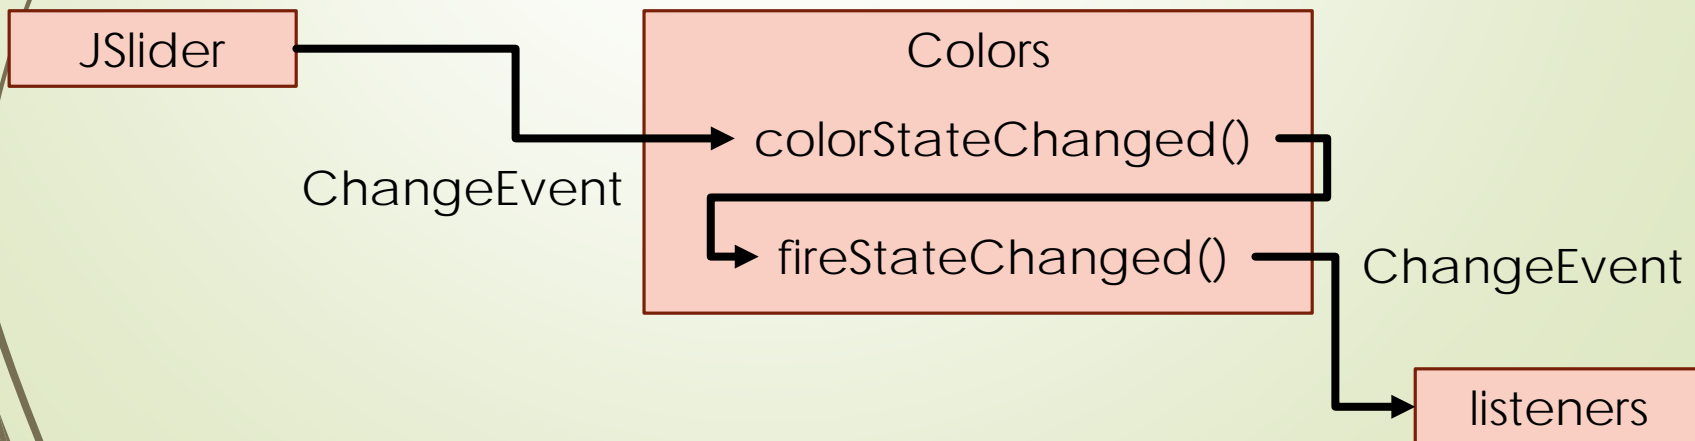 JSlider
Colors
colorStateChanged()
ChangeEvent
fireStateChanged()
ChangeEvent
listeners